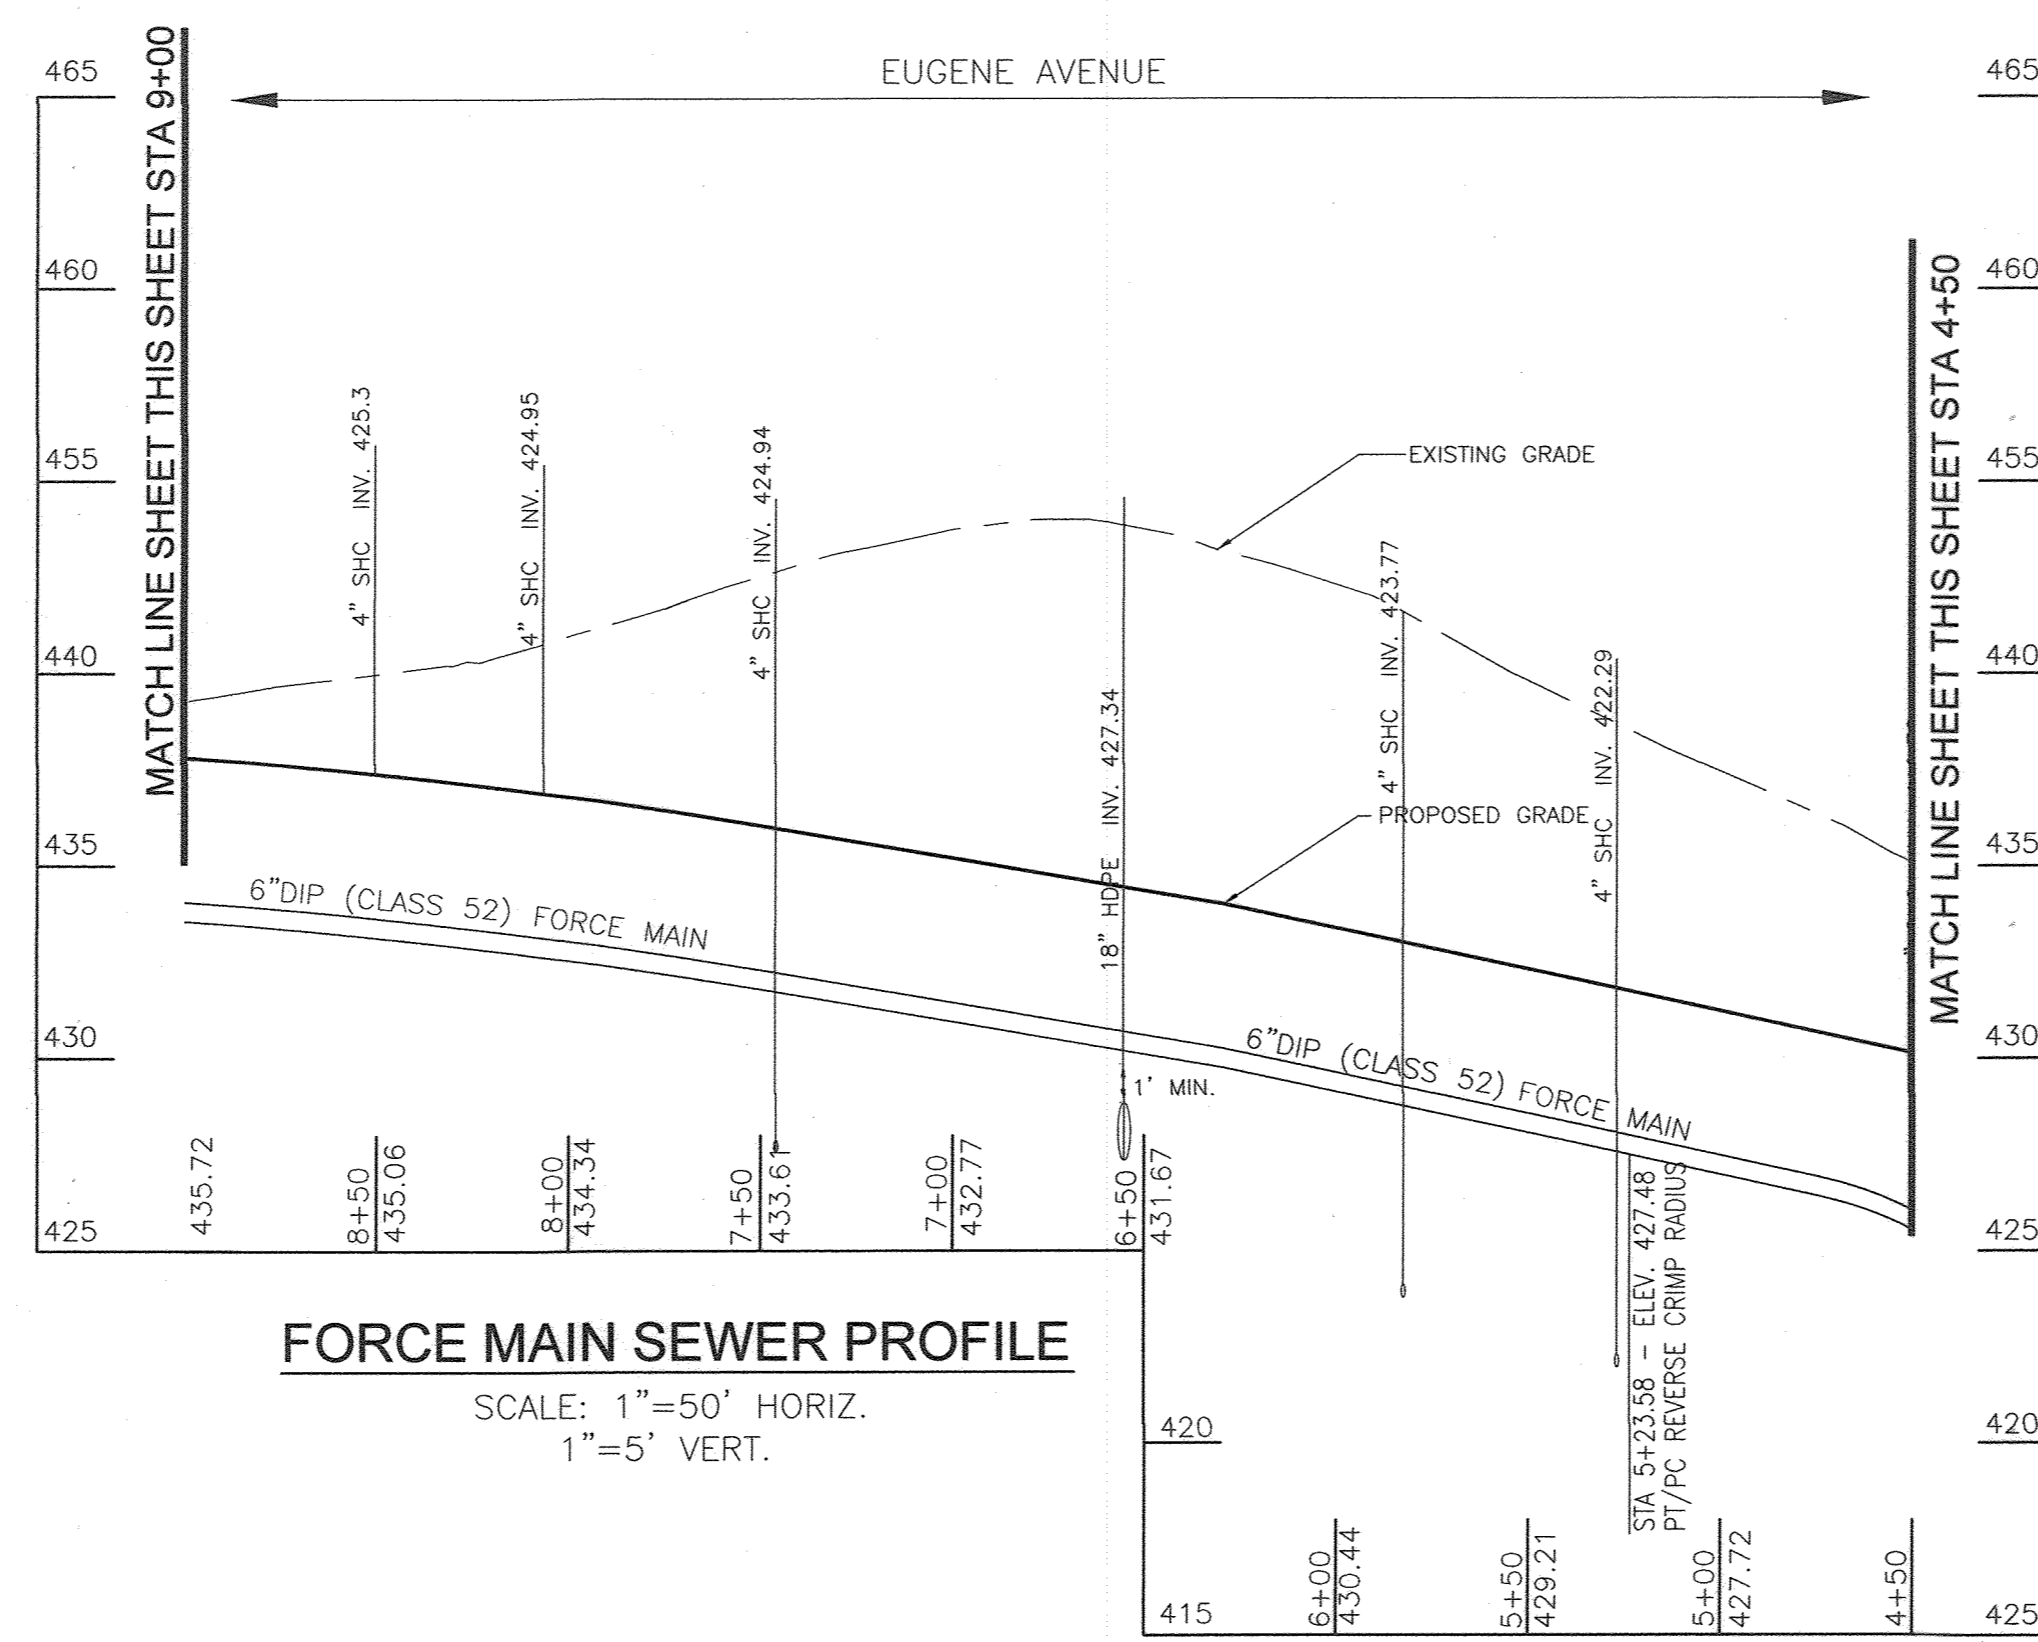 EUGENE AVENUE
465
460
455
440
435
430
425
MATCH LINE SHEET THIS SHEET STA 9+00
4" SHC INV. 425.3
4" SHC INV. 424.95
4" SHC INV. 424.94
18" HDPE INV. 427.34
4" SHC INV. 423.77
4" SHC INV. 422.29
EXISTING GRADE
PROPOSED GRADE
MATCH LINE SHEET THIS SHEET STA 4+50
465
460
455
440
435
430
425
420
425
6"DIP (CLASS 52) FORCE MAIN
6"DIP (CLASS 52) FORCE MAIN
1' MIN.
435.72
8+50
435.06
8+00
434.34
7+50
433.61
7+00
432.77
6+50
431.67
STA 5+23.58 - ELEV. 427.48
PT/PC REVERSE CRIMP RADIUS
FORCE MAIN SEWER PROFILE
SCALE: 1"=50' HORIZ.
1"=5' VERT.
420
415
6+00
430.44
5+50
429.21
5+00
427.72
4+50